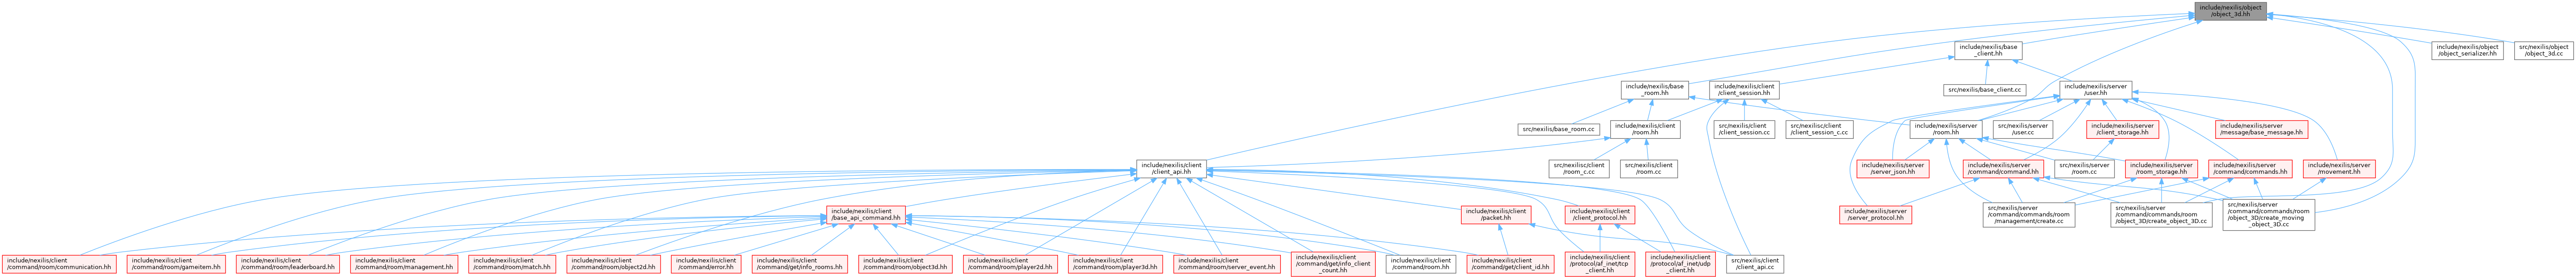 include/nexilis/object
/object_3d.hh
include/nexilis/base
_client.hh
include/nexilis/object
/object_serializer.hh
src/nexilis/object
/object_3d.cc
include/nexilis/base
_room.hh
include/nexilis/client
/client_session.hh
src/nexilis/base_client.cc
include/nexilis/server
/user.hh
src/nexilis/base_room.cc
include/nexilis/client
/room.hh
src/nexilis/client
/client_session.cc
src/nexilisc/client
/client_session_c.cc
include/nexilis/server
/room.hh
src/nexilis/server
/user.cc
include/nexilis/server
/client_storage.hh
include/nexilis/server
/message/base_message.hh
include/nexilis/client
/client_api.hh
src/nexilisc/client
/room_c.cc
src/nexilis/client
/room.cc
include/nexilis/server
/server_json.hh
include/nexilis/server
/command/command.hh
src/nexilis/server
/room.cc
include/nexilis/server
/room_storage.hh
include/nexilis/server
/command/commands.hh
include/nexilis/server
/movement.hh
include/nexilis/client
/base_api_command.hh
include/nexilis/client
/packet.hh
include/nexilis/client
/client_protocol.hh
include/nexilis/server
/server_protocol.hh
src/nexilis/server
/command/commands/room
/management/create.cc
src/nexilis/server
/command/commands/room
/object_3D/create_object_3D.cc
src/nexilis/server
/command/commands/room
/object_3D/create_moving
_object_3D.cc
include/nexilis/client
/command/room/communication.hh
include/nexilis/client
/command/room/gameitem.hh
include/nexilis/client
/command/room/leaderboard.hh
include/nexilis/client
/command/room/management.hh
include/nexilis/client
/command/room/match.hh
include/nexilis/client
/command/room/object2d.hh
include/nexilis/client
/command/error.hh
include/nexilis/client
/command/get/info_rooms.hh
include/nexilis/client
/command/room/object3d.hh
include/nexilis/client
/command/room/player2d.hh
include/nexilis/client
/command/room/player3d.hh
include/nexilis/client
/command/room/server_event.hh
include/nexilis/client
/command/get/info_client
_count.hh
include/nexilis/client
/command/room.hh
include/nexilis/client
/command/get/client_id.hh
include/nexilis/client
/protocol/af_inet/tcp
_client.hh
include/nexilis/client
/protocol/af_inet/udp
_client.hh
src/nexilis/client
/client_api.cc